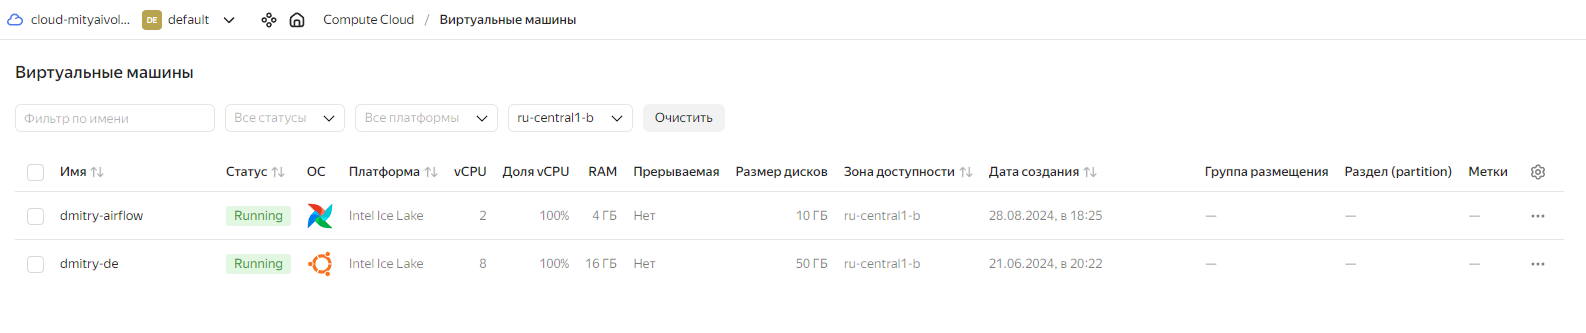 cloud-mityaivol... DE default Compute Cloud / Виртуальные машины
Виртуальные машины
Фильтр по имени Все статусы Все платформы ru-central1-b Очистить
Имя Статус ОС Платформа vCPU Доля vCPU RAM Прерываемая Размер дисков Зона доступности Дата создания Группа размещения Раздел (partition) Метки
dmitry-airflow Running Intel Ice Lake 2 100% 4 ГБ Нет 10 ГБ ru-central1-b 28.08.2024, в 18:25 — — —
dmitry-de Running Intel Ice Lake 8 100% 16 ГБ Нет 50 ГБ ru-central1-b 21.06.2024, в 20:22 — — —